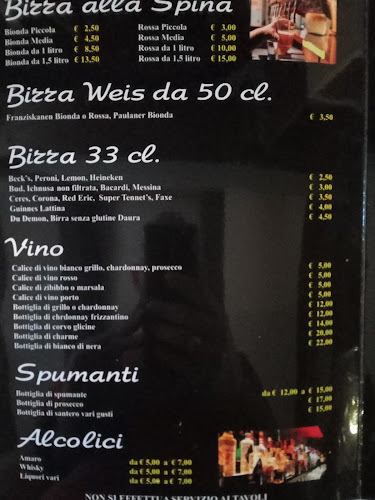 Birra alla Spina
Bionda Piccola € 2,50 Rossa Piccola € 3,00
Bionda Media € 4,50 Rossa Media € 5,00
Bionda da 1 litro € 8,50 Rossa da 1 litro € 10,00
Bionda da 1,5 litro € 13,50 Rossa da 1,5 litro € 15,00
Birra Weis da 50 cl.
Franziskanen Bionda o Rossa, Paulaner Bionda € 3,50
Birra 33 cl.
Beck's, Peroni, Lemon, Heineken € 2,50
Bud, Ichnusa non filtrata, Bacardi, Messina € 3,00
Ceres, Corona, Red Eric, Super Tennet's, Faxe € 3,50
Guinnes Lattina € 4,00
Du Demon, Birra senza glutine Daura € 4,50
Vino
Calice di vino bianco grillo, chardonnay, prosecco € 5,00
Calice di vino rosso € 5,00
Calice di zibibbo o marsala € 5,00
Calice di vino porto € 5,00
Bottiglia di grillo o chardonnay € 12,00
Bottiglia di chrdonnay frizzantino € 12,00
Bottiglia di corvo glicine € 14,00
Bottiglia di charme € 20,00
Bottiglia di bianco di nera € 22,00
Spumanti
Bottiglia di spumante da € 12,00 a € 15,00
Bottiglia di prosecco € 17,00
Bottiglia di santero vari gusti € 15,00
Alcolici
Amaro da € 5,00 a € 7,00
Whisky da € 5,00 a € 7,00
Liquori vari da € 5,00 a € 7,00
NON SI EFFETTUA SERVIZIO AI TAVOLI